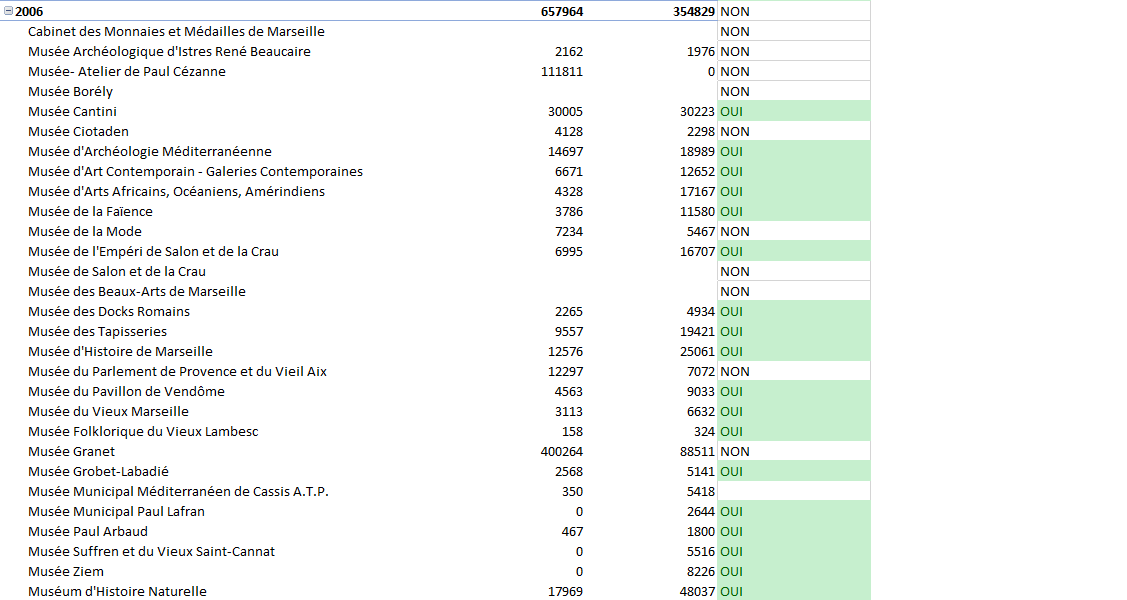 2006 657964 354829 NON
Cabinet des Monnaies et Médailles de Marseille NON
Musée Archéologique d'Istres René Beaucaire 2162 1976 NON
Musée- Atelier de Paul Cézanne 111811 0 NON
Musée Borély NON
Musée Cantini 30005 30223 OUI
Musée Ciotaden 4128 2298 NON
Musée d'Archéologie Méditerranéenne 14697 18989 OUI
Musée d'Art Contemporain - Galeries Contemporaines 6671 12652 OUI
Musée d'Arts Africains, Océaniens, Amérindiens 4328 17167 OUI
Musée de la Faïence 3786 11580 OUI
Musée de la Mode 7234 5467 NON
Musée de l'Empéri de Salon et de la Crau 6995 16707 OUI
Musée de Salon et de la Crau NON
Musée des Beaux-Arts de Marseille NON
Musée des Docks Romains 2265 4934 OUI
Musée des Tapisseries 9557 19421 OUI
Musée d'Histoire de Marseille 12576 25061 OUI
Musée du Parlement de Provence et du Vieil Aix 12297 7072 NON
Musée du Pavillon de Vendôme 4563 9033 OUI
Musée du Vieux Marseille 3113 6632 OUI
Musée Folklorique du Vieux Lambesc 158 324 OUI
Musée Granet 400264 88511 NON
Musée Grobet-Labadié 2568 5141 OUI
Musée Municipal Méditerranéen de Cassis A.T.P. 350 5418
Musée Municipal Paul Lafran 0 2644 OUI
Musée Paul Arbaud 467 1800 OUI
Musée Suffren et du Vieux Saint-Cannat 0 5516 OUI
Musée Ziem 0 8226 OUI
Muséum d'Histoire Naturelle 17969 48037 OUI